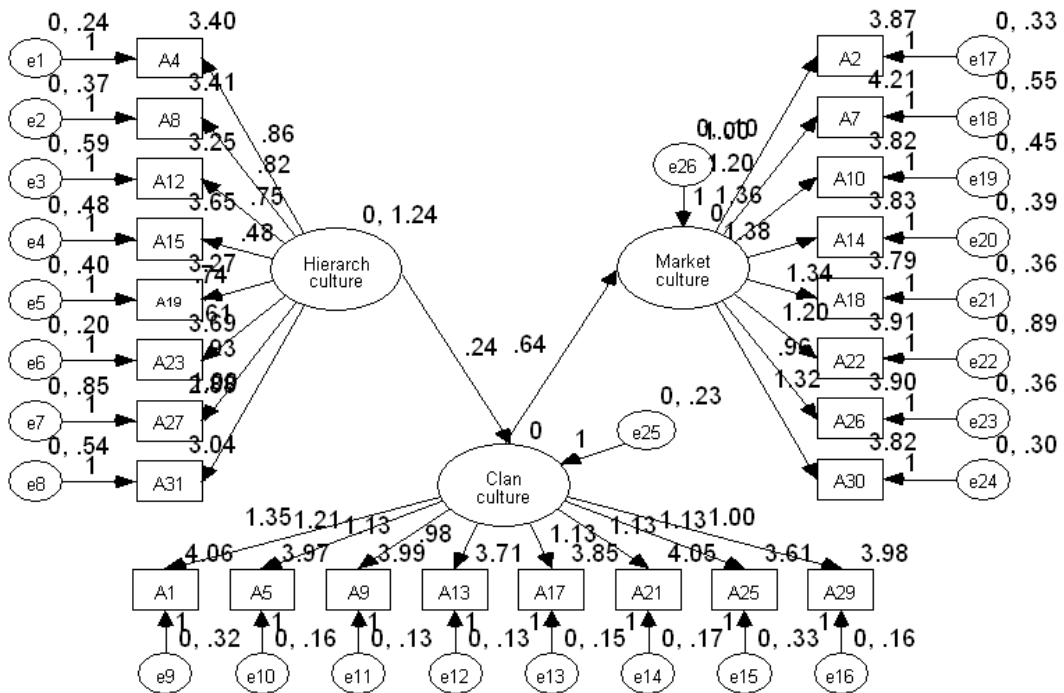 0, .24
3.40
1
e1
A4
0, .37
3.41
1
e2
A8
0, .59
3.25
1
e3
A12
0, .48
3.65
1
e4
A15
0, .40
3.27
1
e5
A19
0, .20
3.69
1
e6
A23
0, .85
1
e7
A27
0, .54
3.04
1
e8
A31
.86
.82
.75
.48
.74
.61
0, 1.24
Hierarch
culture
.24
.64
e26
1
0
Market
culture
1.00
1.20
1.36
1.38
1.34
1.20
.96
1.32
3.87
0, .33
1
A2
e17
4.21
0, .55
1
A7
e18
3.82
0, .45
1
A10
e19
3.83
0, .39
1
A14
e20
3.79
0, .36
1
A18
e21
3.91
0, .89
1
A22
e22
3.90
0, .36
1
A26
e23
3.82
0, .30
1
A30
e24
0, .23
e25
1
0
Clan
culture
1.35 1.21 1.13 .98 1.13 1.13 1.13 1.00
4.06 3.97 3.99 3.71 3.85 4.05 3.61 3.98
A1 A5 A9 A13 A17 A21 A25 A29
1 1 1 1 1 1 1 1
0, .32 0, .16 0, .13 0, .13 0, .15 0, .17 0, .33 0, .16
e9 e10 e11 e12 e13 e14 e15 e16